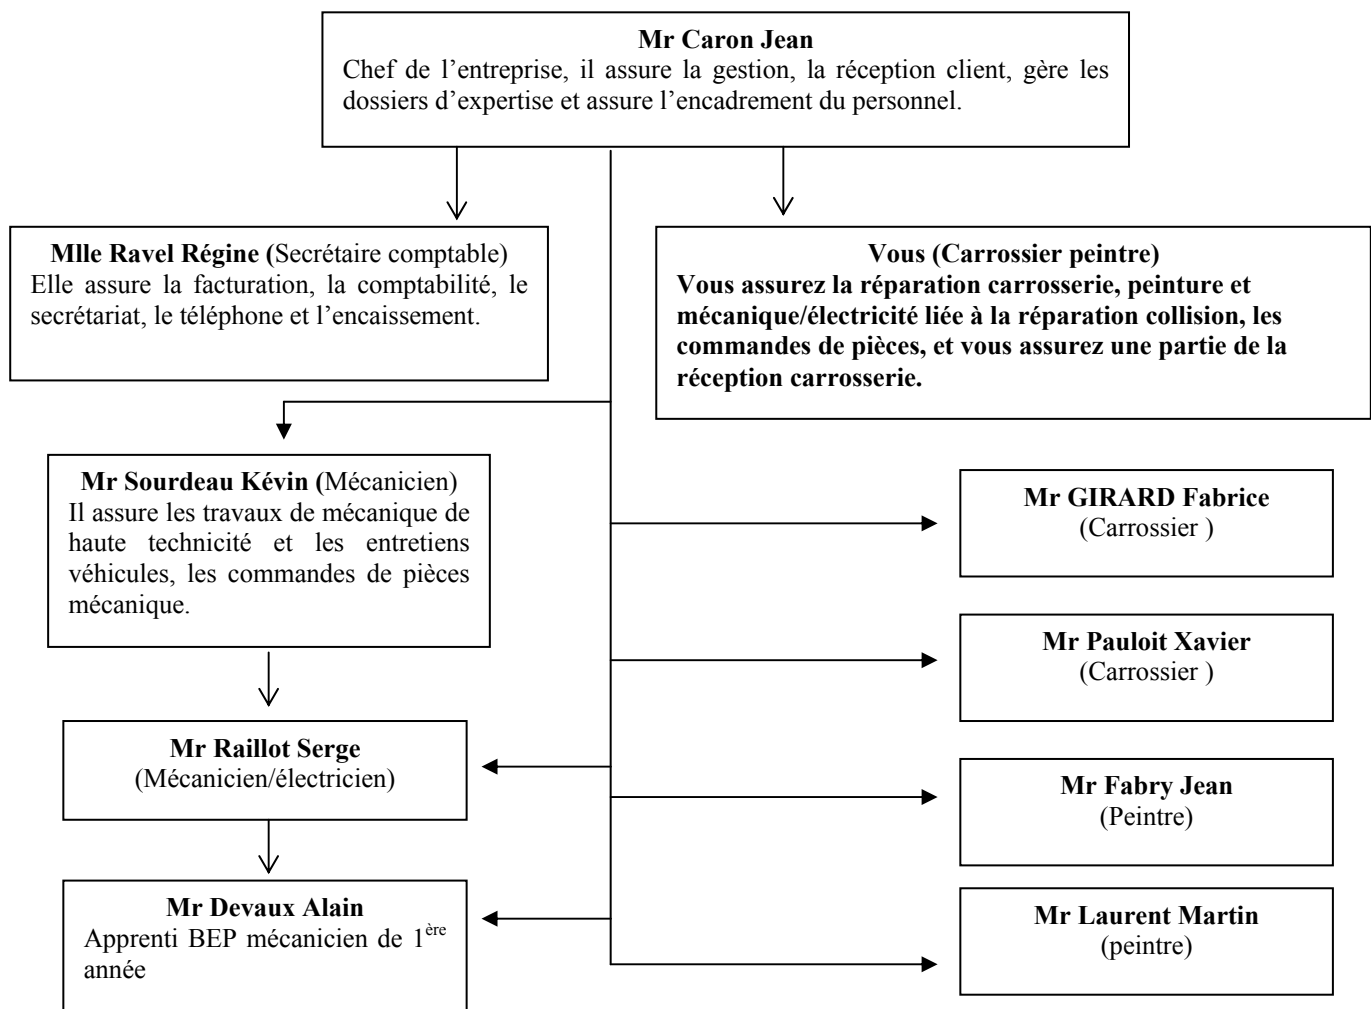 Mr Caron Jean
Chef de l’entreprise, il assure la gestion, la réception client, gère les
dossiers d’expertise et assure l’encadrement du personnel.
Mlle Ravel Régine (Secrétaire comptable)
Elle assure la facturation, la comptabilité, le
secrétariat, le téléphone et l’encaissement.
Vous (Carrossier peintre)
Vous assurez la réparation carrosserie, peinture et
mécanique/électricité liée à la réparation collision, les
commandes de pièces, et vous assurez une partie de la
réception carrosserie.
Mr Sourdeau Kévin (Mécanicien)
Il assure les travaux de mécanique de
haute technicité et les entretiens
véhicules, les commandes de pièces
mécanique.
Mr GIRARD Fabrice
(Carrossier )
Mr Pauloit Xavier
(Carrossier )
Mr Raillot Serge
(Mécanicien/électricien)
Mr Fabry Jean
(Peintre)
Mr Devaux Alain
Apprenti BEP mécanicien de 1ère
année
Mr Laurent Martin
(peintre)